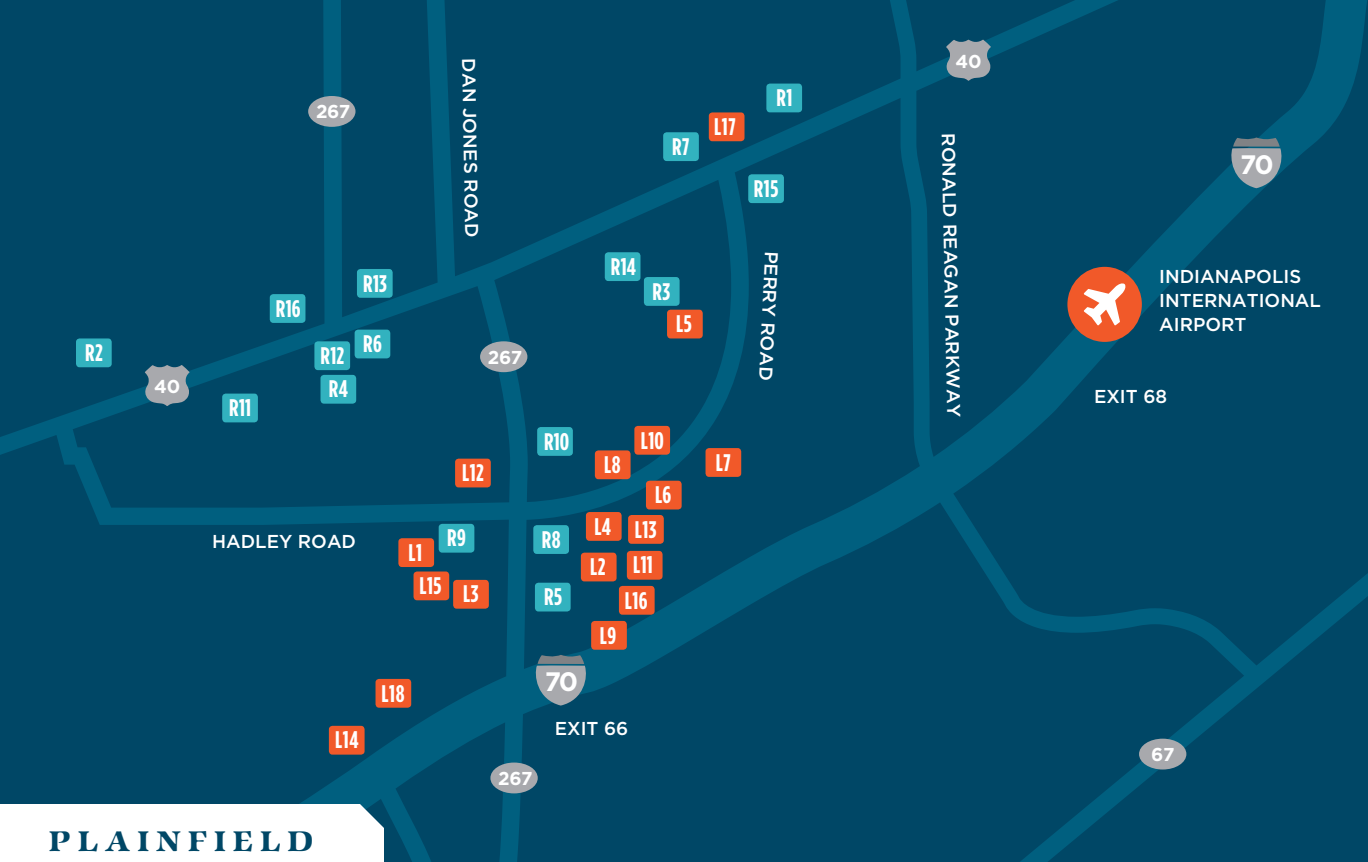 40
DAN JONES ROAD
R1
267
L17
R7
RONALD REAGAN PARKWAY
70
R15
PERRY ROAD
R14
INDIANAPOLIS
INTERNATIONAL
AIRPORT
R13
R3
R16
L5
R6
R2
R12
267
40
R4
EXIT 68
R11
R10
L10
L8
L7
L12
L6
L4
L13
R9
R8
HADLEY ROAD
L1
L2
L11
L15
L3
R5
L16
L9
70
L18
EXIT 66
L14
67
267
PLAINFIELD